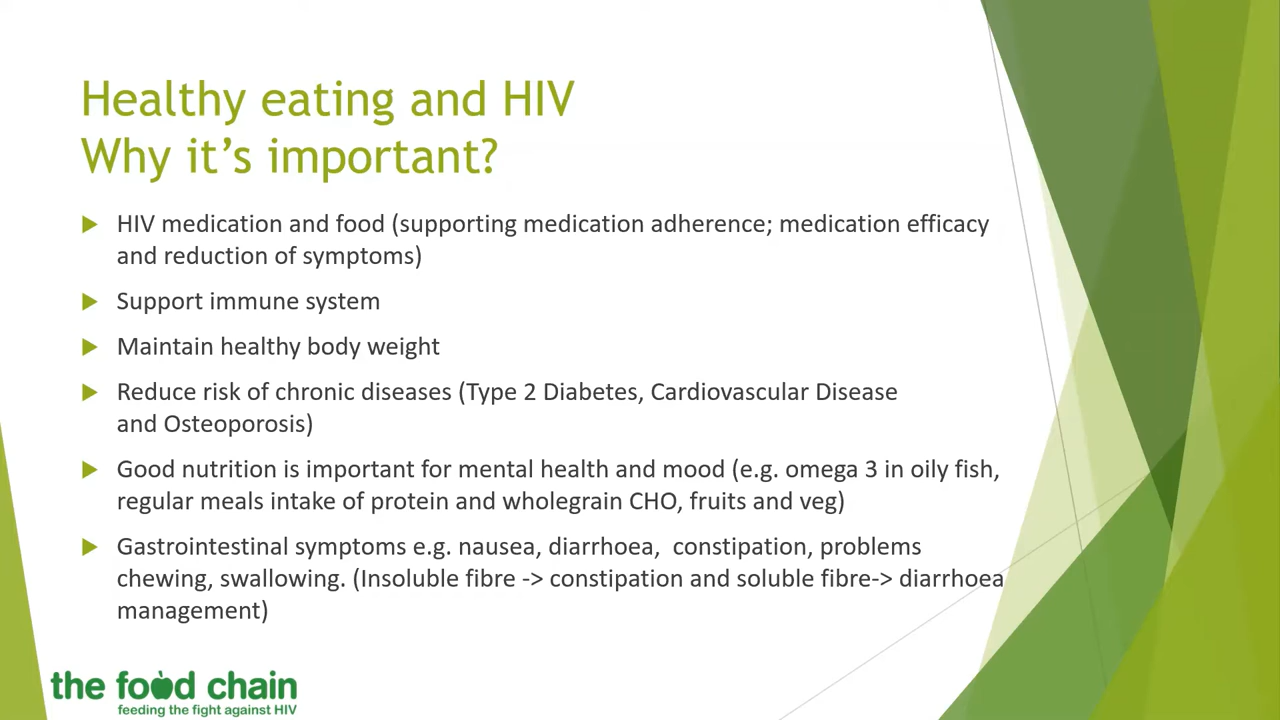 Healthy eating and HIV
Why it’s important?
HIV medication and food (supporting medication adherence; medication efficacy
and reduction of symptoms)
Support immune system
Maintain healthy body weight
Reduce risk of chronic diseases (Type 2 Diabetes, Cardiovascular Disease
and Osteoporosis)
Good nutrition is important for mental health and mood (e.g. omega 3 in oily fish,
regular meals intake of protein and wholegrain CHO, fruits and veg)
Gastrointestinal symptoms e.g. nausea, diarrhoea,  constipation, problems
chewing, swallowing. (Insoluble fibre -> constipation and soluble fibre-> diarrhoea
management)
the food chain
feeding the fight against HIV